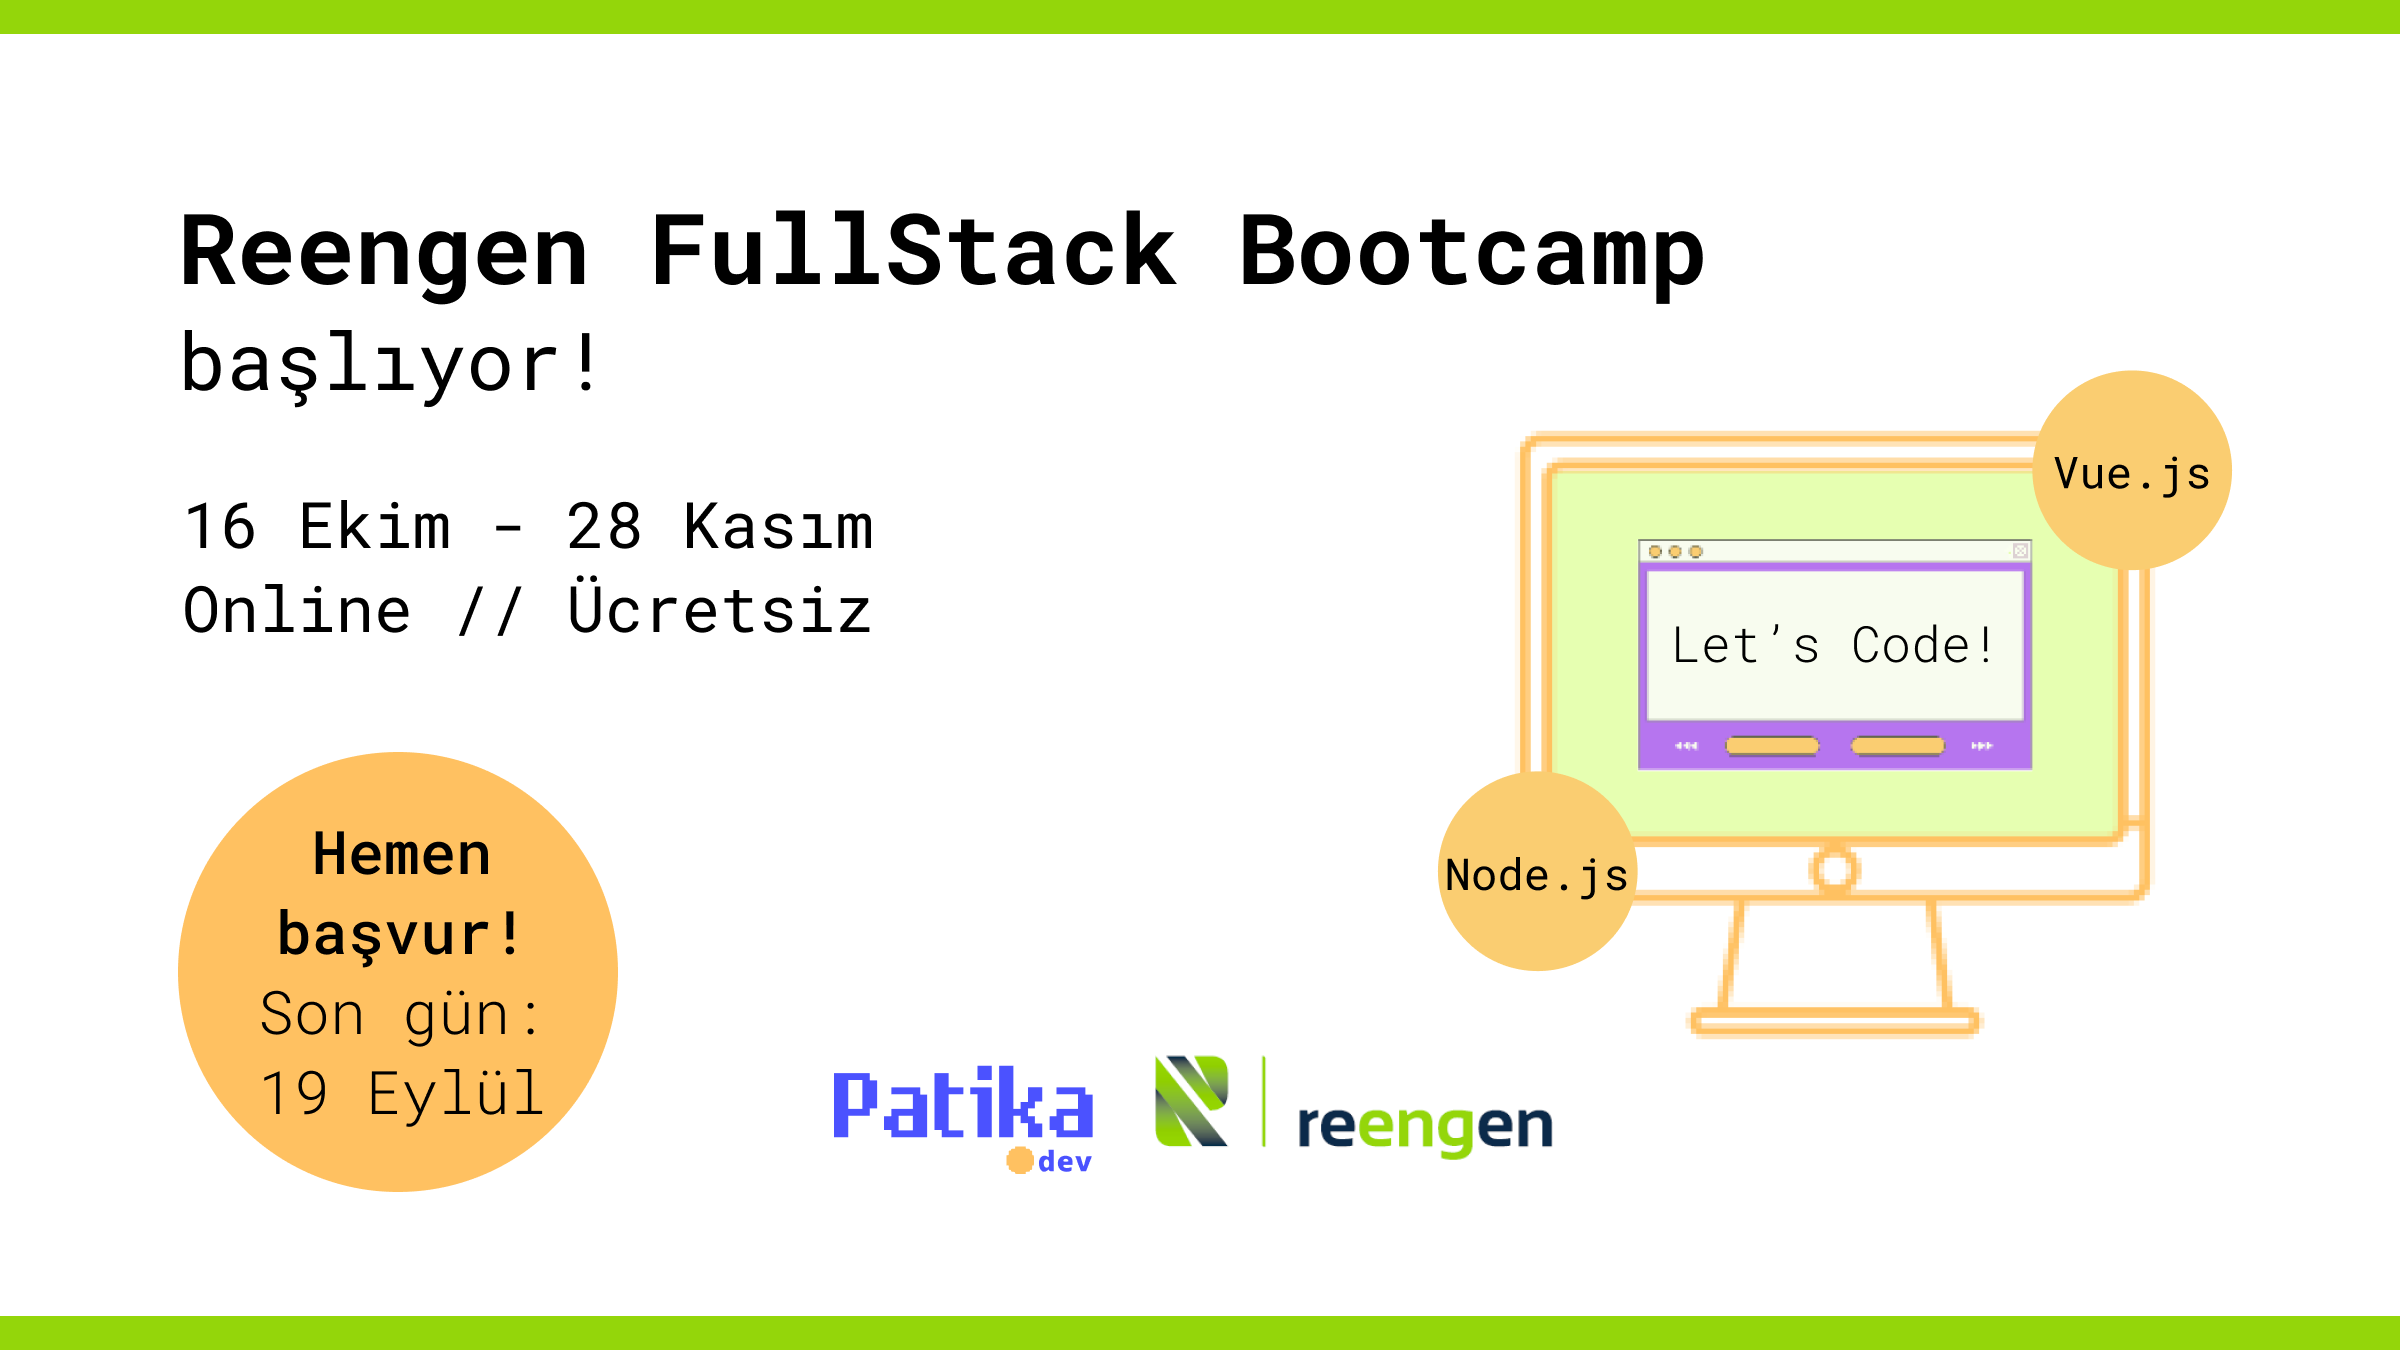 Reengen FullStack Bootcamp
başlıyor!
16 Ekim - 28 Kasım
Online // Ücretsiz
Vue.js
Let’s Code!
Node.js
Hemen
başvur!
Son gün:
19 Eylül
Patika
dev
reengen